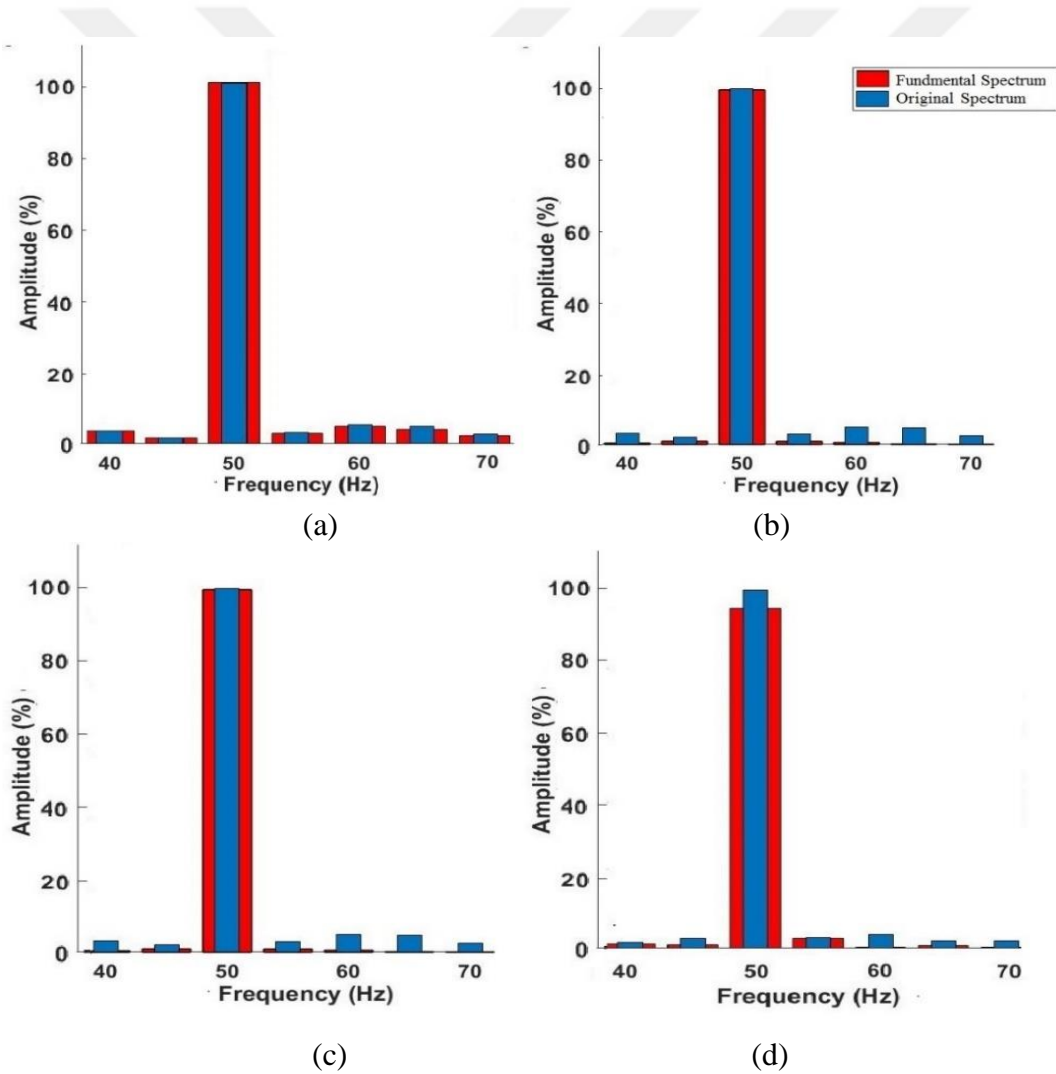 100
80
60
40
20
0
Amplitude (%)
40 50 60 70
Frequency (Hz)
(a)
Fundmental Spectrum
Original Spectrum
100
80
60
40
20
0
Amplitude (%)
40 50 60 70
Frequency (Hz)
(b)
100
80
60
40
20
0
Amplitude (%)
40 50 60 70
Frequency (Hz)
(c)
100
80
60
40
20
0
Amplitude (%)
40 50 60 70
Frequency (Hz)
(d)